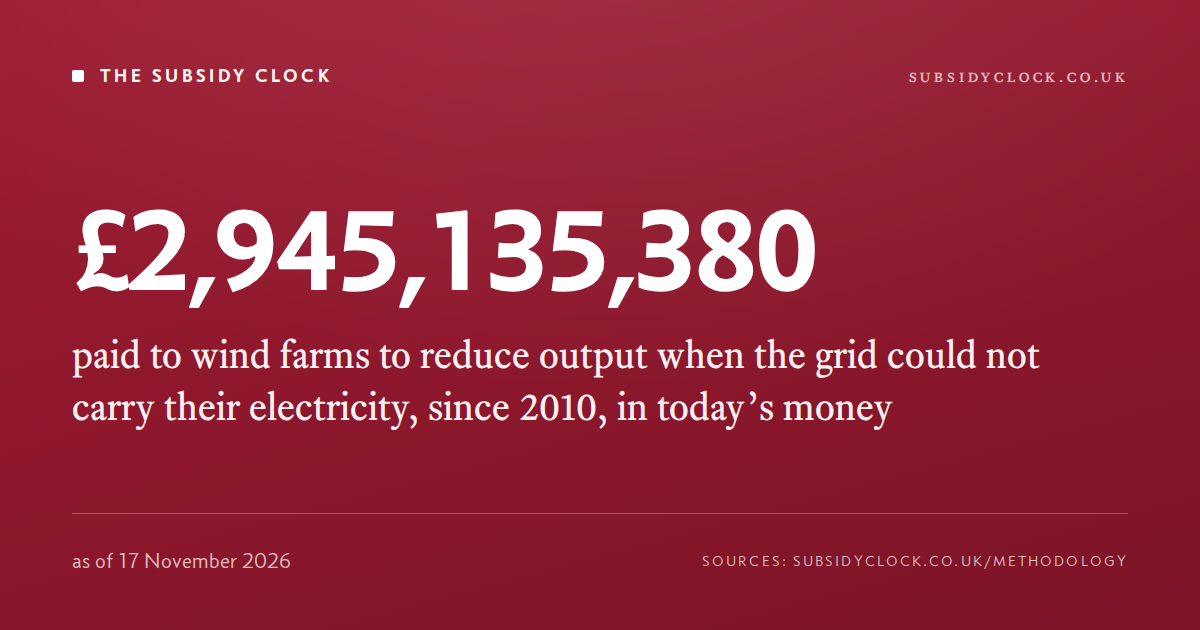 THE SUBSIDY CLOCK
SUBSIDYCLOCK.CO.UK
£2,945,135,380
paid to wind farms to reduce output when the grid could not
carry their electricity, since 2010, in today’s money
as of 17 November 2026
SOURCES: SUBSIDYCLOCK.CO.UK/METHODOLOGY